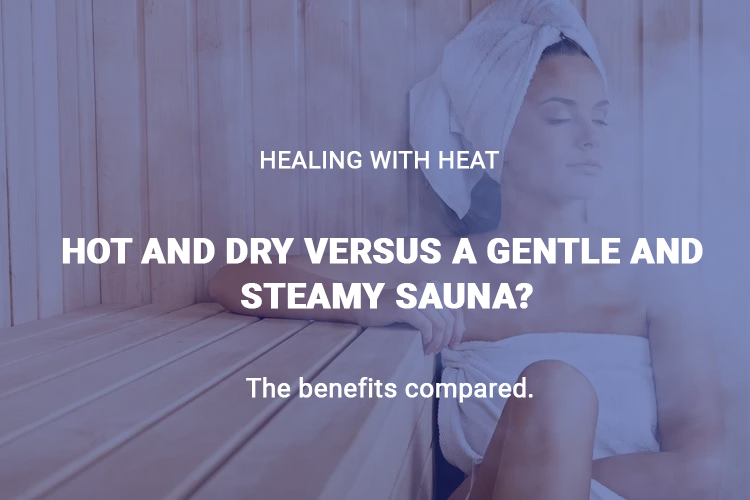 HEALING WITH HEAT
HOT AND DRY VERSUS A GENTLE AND
STEAMY SAUNA?
The benefits compared.